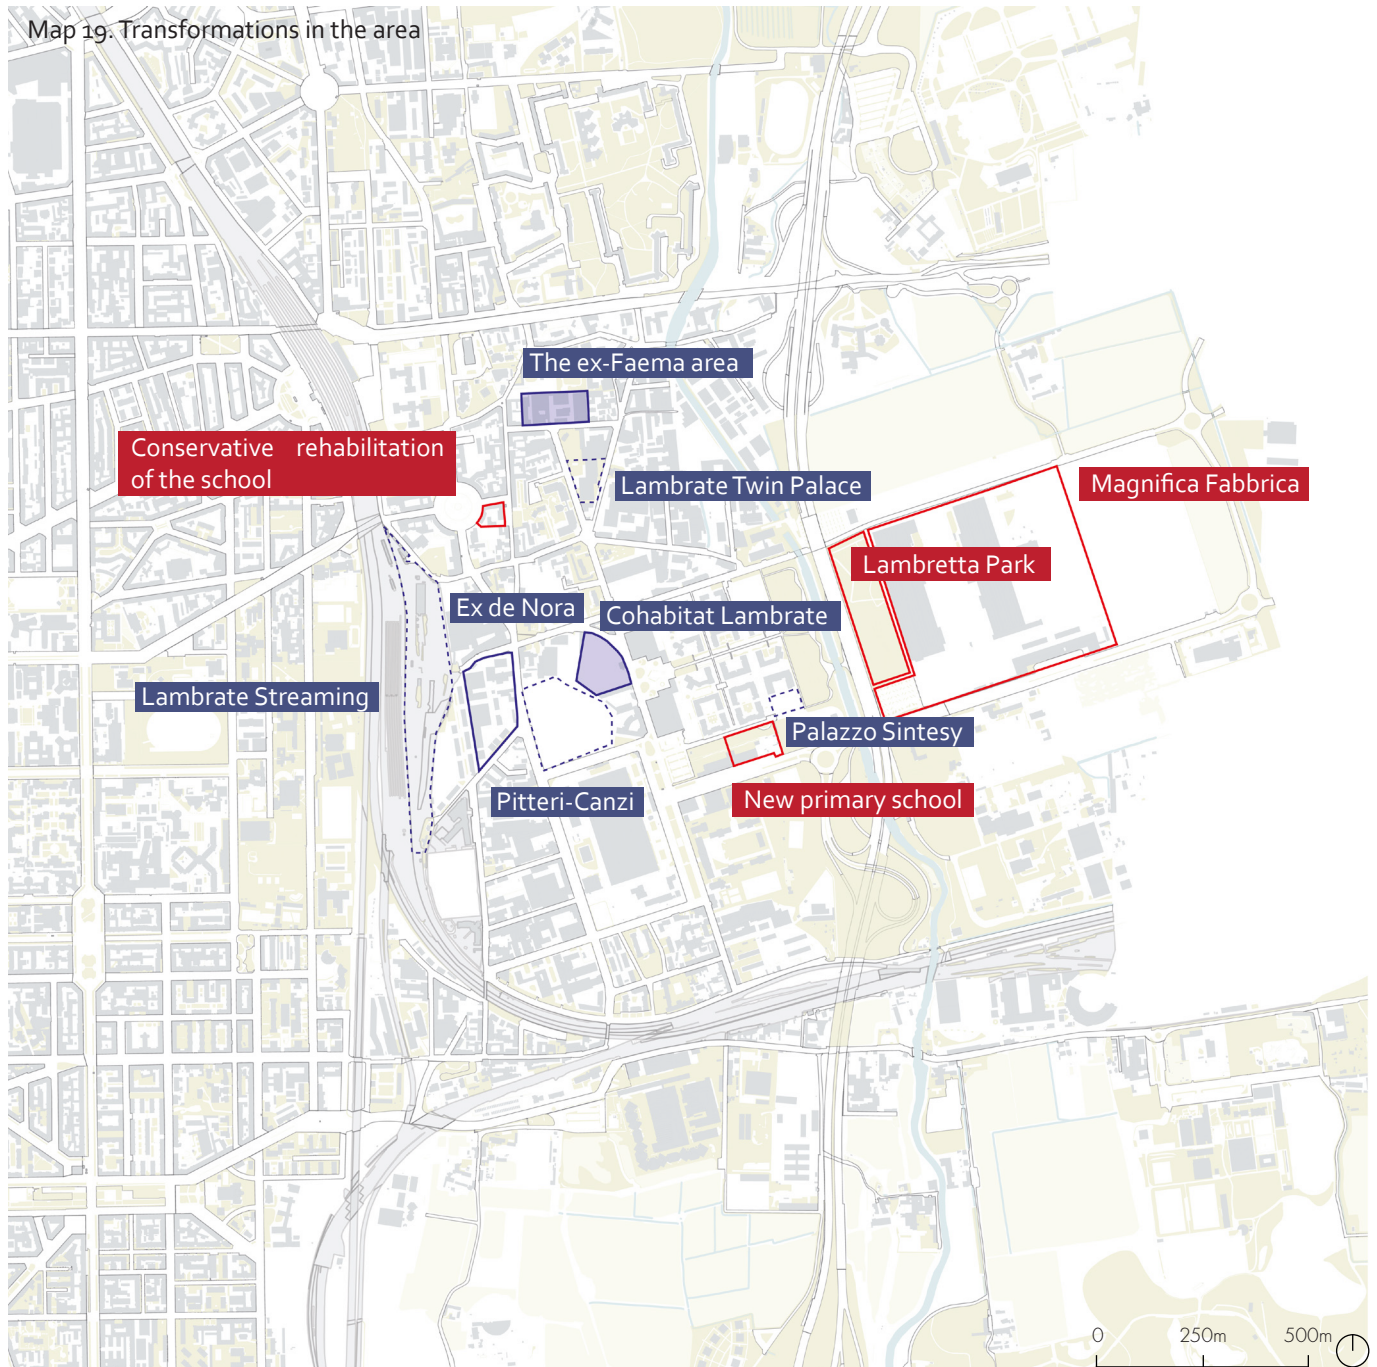 Map 19. Transformations in the area
The ex-Faema area
Conservative rehabilitation
of the school
Lambrate Twin Palace
Magnifica Fabbrica
Lambretta Park
Ex de Nora
Cohabitat Lambrate
Lambrate Streaming
Palazzo Sintesy
Pitteri-Canzi
New primary school
0 250m 500m